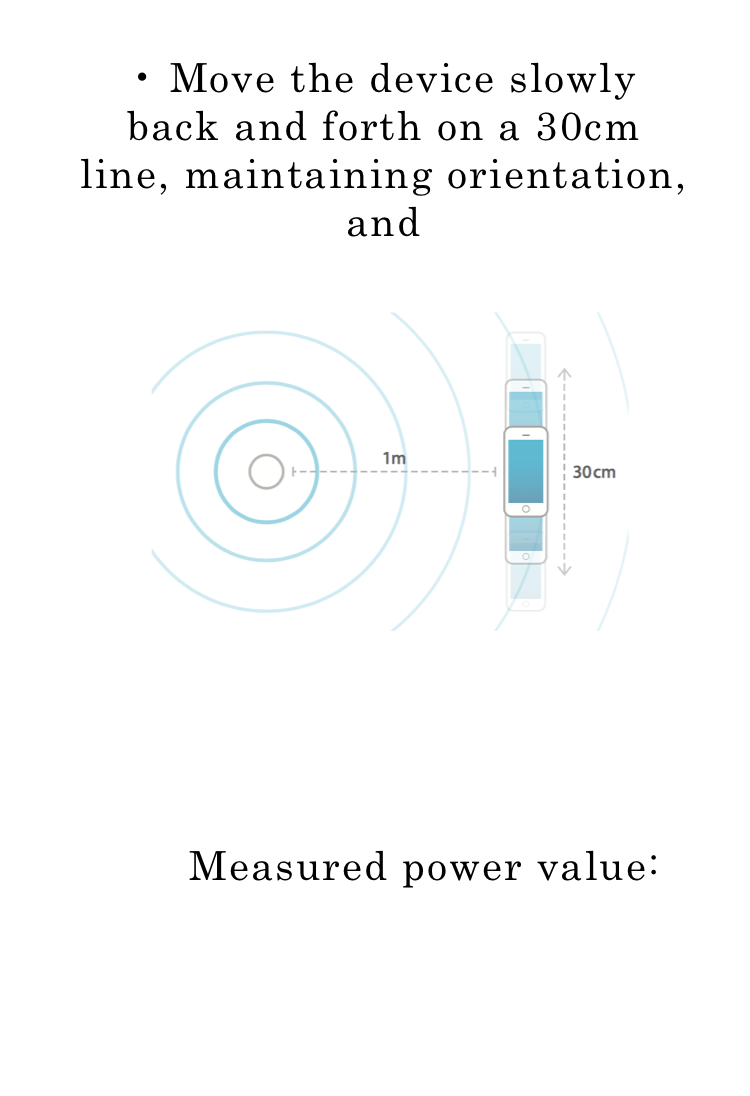 • Move the device slowly
back and forth on a 30cm
line, maintaining orientation,
and
1m
30cm
Measured power value: